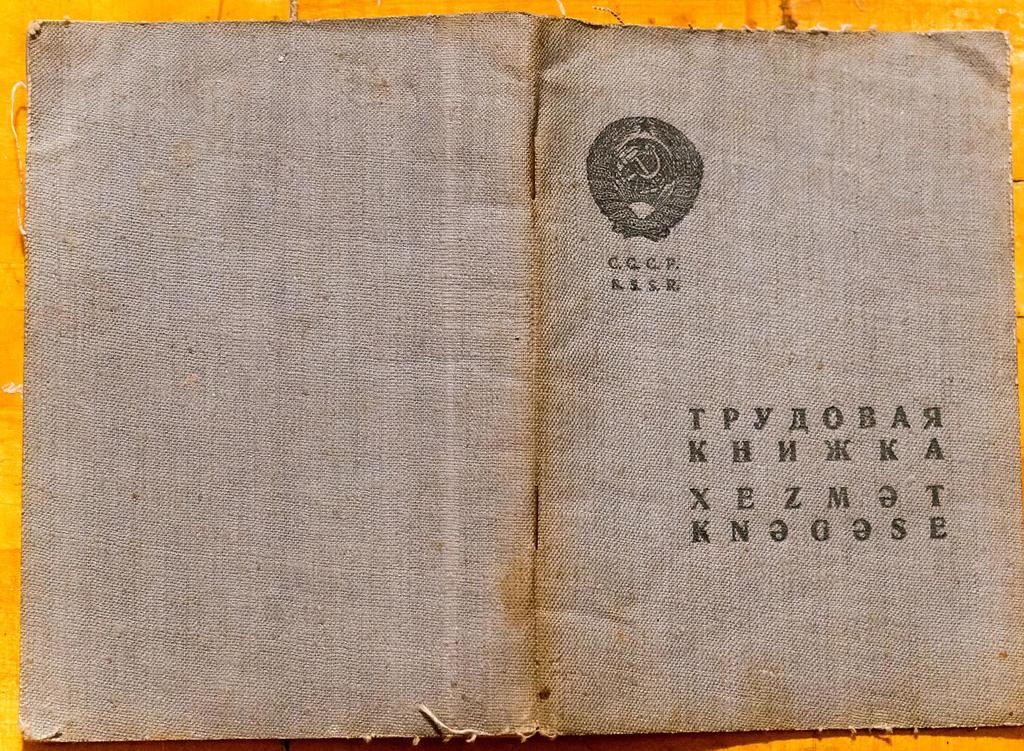 С.С.С.Р.
S.S.S.R.
ТРУДОВАЯ
КНИЖКА
XEZMƏT
KNƏGƏSE